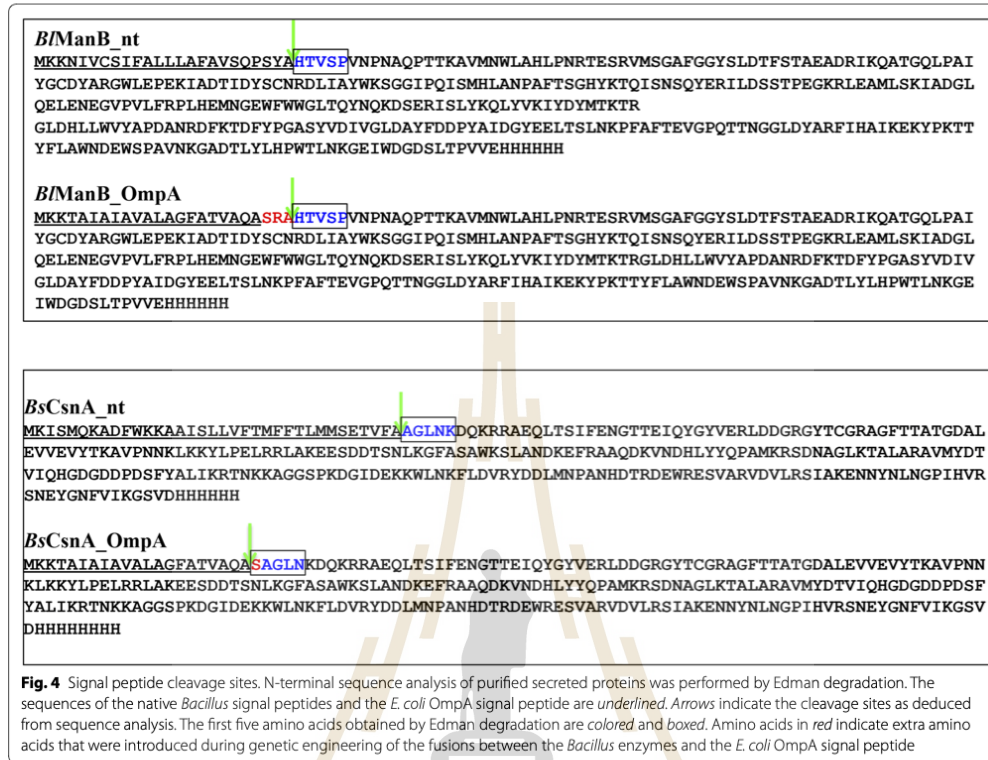 BlManB_nt
MKKNIVCSIFALLLAFAVSQPSYAHTVSPVNPNAQPTTKAVMNWLAHLPNRTESRVMSGAFGGYSLDTFSTAEADRIKQATGQLPAI
YGCDYARGWLEPEKIADTIDYSCNRDLIAYWKSGGIPQISMHLANPAFTSGHYKTQISNSQYERILDSSTPEGKRLEAMLSKIADGL
QELENEGVPVLFRPLHEMNGEWFWWGLTQYNQKDSERISLYKQLYVKIYDYMTKTR
GLDHLLWVYAPDANRDFKTDFYPGASYVDIVGLDAYFDDPYAIDGYEELTSLNKPFAFTEVGPQTTNGGLDYARFIHAIKEKYPKTT
YFLAWNDEWSPAVNKGADTLYLHPWTLNKGEIWDGDSLTPVVEHHHHHH
BlManB_OmpA
MKKTAIAIAVALAGFATVAQASRAHTVSPVNPNAQPTTKAVMNWLAHLPNRTESRVMSGAFGGYSLDTFSTAEADRIKQATGQLPAI
YGCDYARGWLEPEKIADTIDYSCNRDLIAYWKSGGIPQISMHLANPAFTSGHYKTQISNSQYERILDSSTPEGKRLEAMLSKIADGL
QELENEGVPVLFRPLHEMNGEWFWWGLTQYNQKDSERISLYKQLYVKIYDYMTKTRGLDHLLWVYAPDANRDFKTDFYPGASYVDIV
GLDAYFDDPYAIDGYEELTSLNKPFAFTEVGPQTTNGGLDYARFIHAIKEKYPKTTYFLAWNDEWSPAVNKGADTLYLHPWTLNKGE
IWDGDSLTPVVEHHHHHH
BsCsnA_nt
MKISMQKADFWKKAAISLLVFTMFFTLMMSETVFAAGLNKDQKRRAEQLTSIFENGTTEIQYGYVERLDDGRGYTCGRAGFTTATGDAL
EVVEVYTKAVPNNKLKKYLPELRRLAKEESDDTSNLKGFASAWKSLANDKEFRAAQDKVNDHLYYQPAMKRSDNAGLKTALARAVMYDT
VIQHGDGDDPDSFYALIKRTNKKAGGSPKDGIDEKKWLNKFLDVRYDDLMNPANHDTRDEWRESVARVDVLRSIAKENNYNLNGPIHVR
SNEYGNFVIKGSVDHHHHHH
BsCsnA_OmpA
MKKTAIAIAVALAGFATVAQASAGLNKDQKRRAEQLTSIFENGTTEIQYGYVERLDDGRGYTCGRAGFTTATGDALEVVEVYTKAVPNN
KLKKYLPELRRLAKEESDDTSNLKGFASAWKSLANDKEFRAAQDKVNDHLYYQPAMKRSDNAGLKTALARAVMYDTVIQHGDGDDPDSF
YALIKRTNKKAGGSPKDGIDEKKWLNKFLDVRYDDLMNPANHDTRDEWRESVARVDVLRSIAKENNYNLNGPIHVRSNEYGNFVIKGSV
DHHHHHHHH
Fig. 4 Signal peptide cleavage sites. N-terminal sequence analysis of purified secreted proteins was performed by Edman degradation. The
sequences of the native Bacillus signal peptides and the E. coli OmpA signal peptide are underlined. Arrows indicate the cleavage sites as deduced
from sequence analysis. The first five amino acids obtained by Edman degradation are colored and boxed. Amino acids in red indicate extra amino
acids that were introduced during genetic engineering of the fusions between the Bacillus enzymes and the E. coli OmpA signal peptide